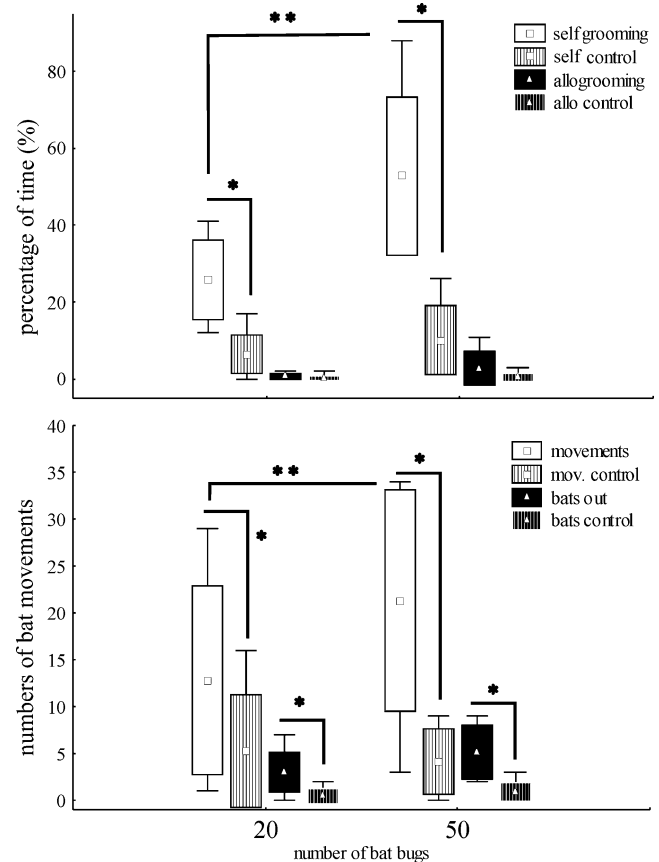 percentage of time (%)
80
60
40
20
0
**
*
*
self grooming
self control
allogrooming
allo control
numbers of bat movements
40
35
30
25
20
15
10
5
0
**
*
*
*
*
movements
mov. control
bats out
bats control
20 50
number of bat bugs